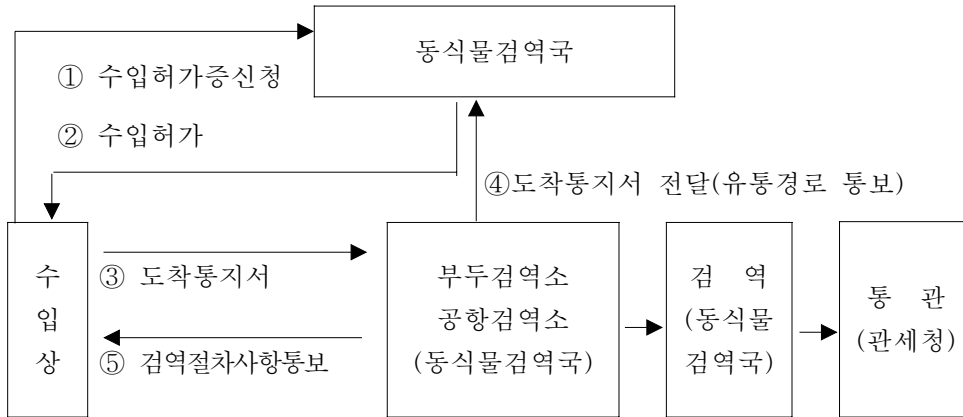 동식물검역국
① 수입허가증신청
② 수입허가
④도착통지서 전달(유통경로 통보)
수
입
상
③ 도착통지서
⑤ 검역절차사항통보
부두검역소
공항검역소
(동식물검역국)
검 역
(동식물
검역국)
통 관
(관세청)